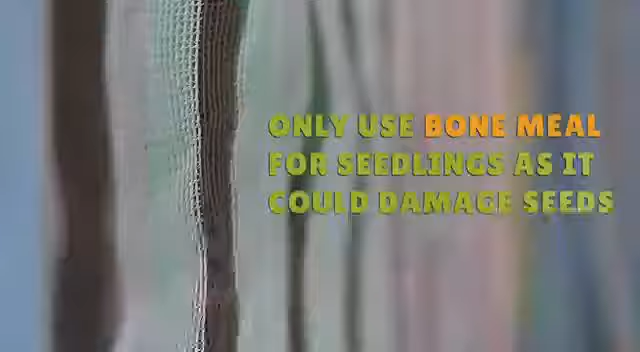 ONLY USE BONE MEAL
FOR SEEDLINGS AS IT
COULD DAMAGE SEEDS